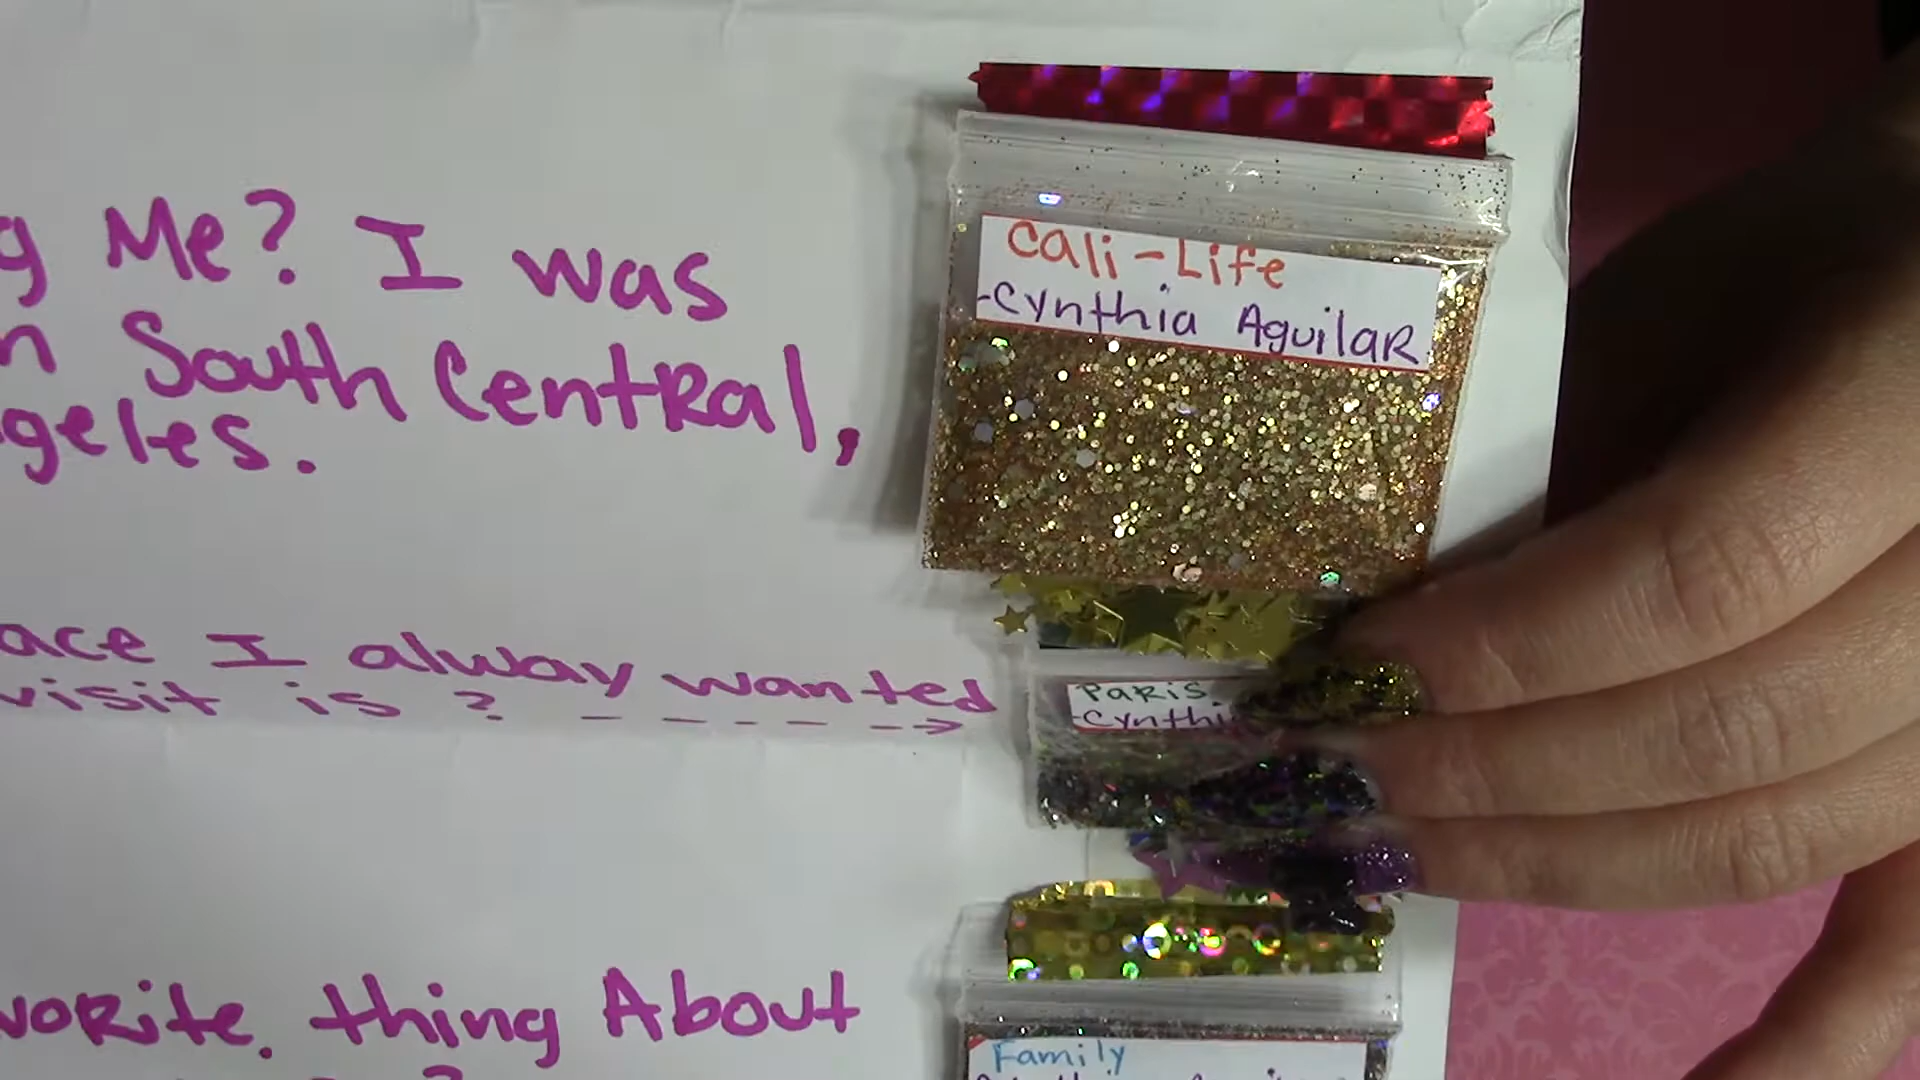 Me? I was
South Central,
geles.
Cali-Life
-Cynthia Aguilar
ace I alway wanted
visit is? - - - - - ->
Paris
-Cynthi
vorite thing About
Family